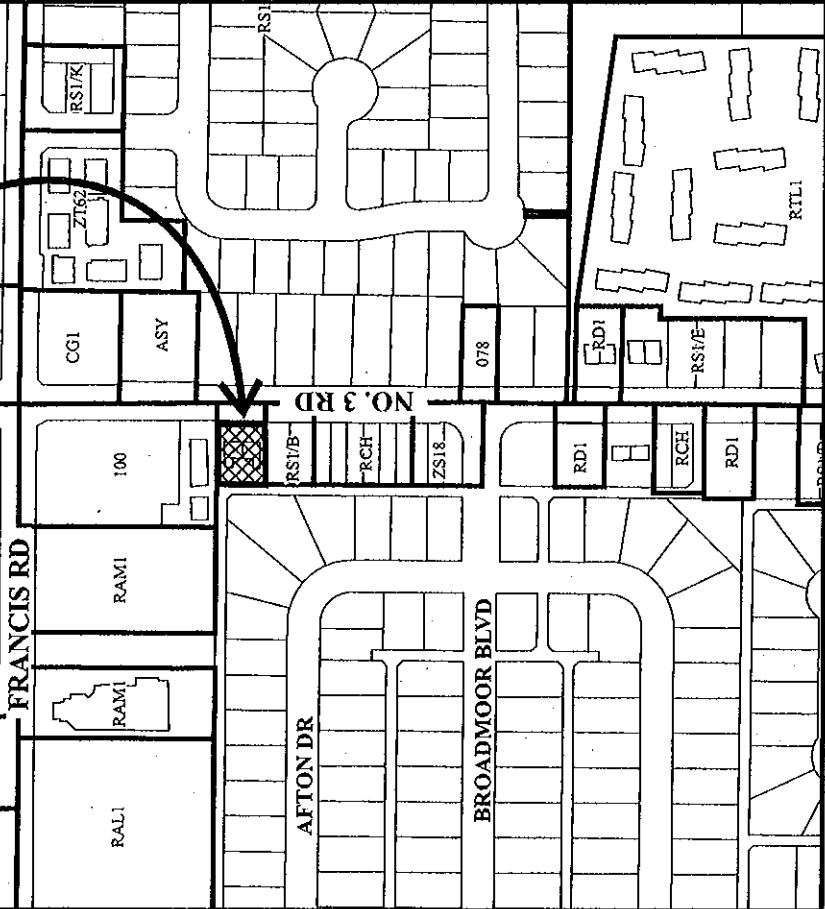 RS1
RS1/K
ZT62
CG1
ASY
078
RTL1
RD1
RS1/E
NO. 3 RD
100
RS1/B
RCH
ZS18
RD1
RCH
RD1
FRANCIS RD
RAM1
RAM1
RAL1
AFTON DR
BROADMOOR BLVD